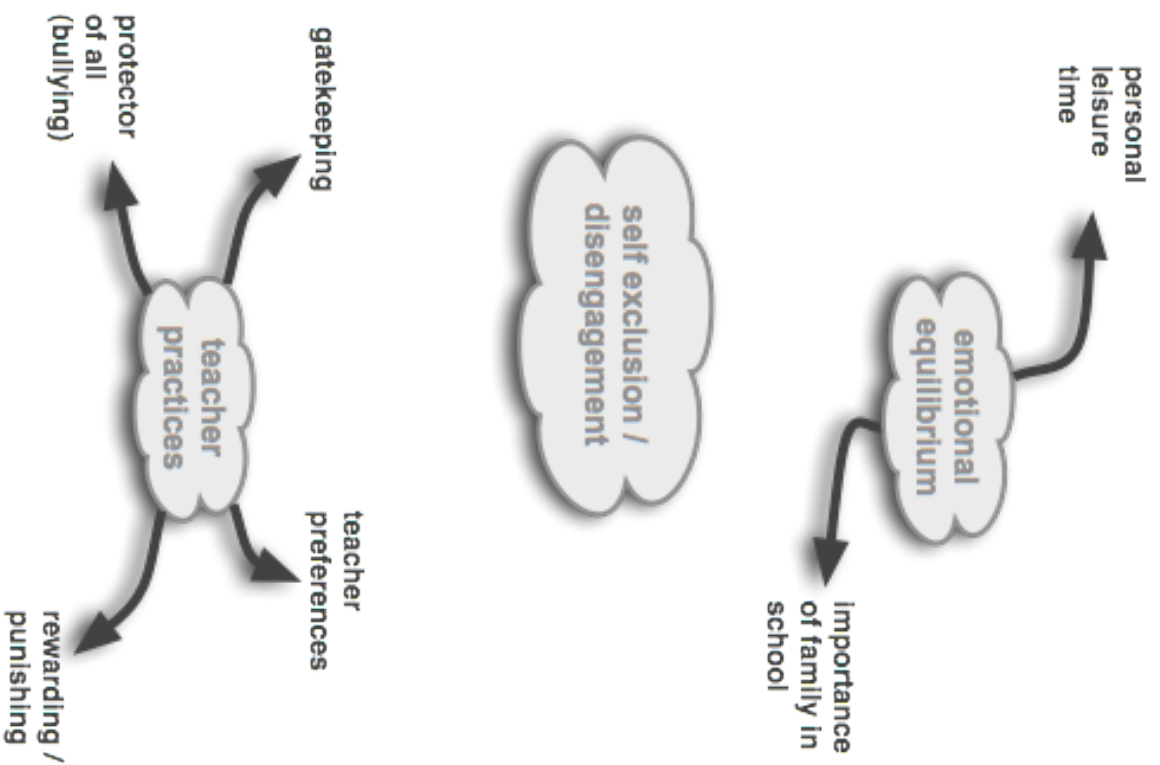 personal
leisure
time
emotional
equilibrium
importance
of family in
school
self exclusion /
disengagement
gatekeeping
teacher
preferences
teacher
practices
protector
of all
(bullying)
rewarding /
punishing